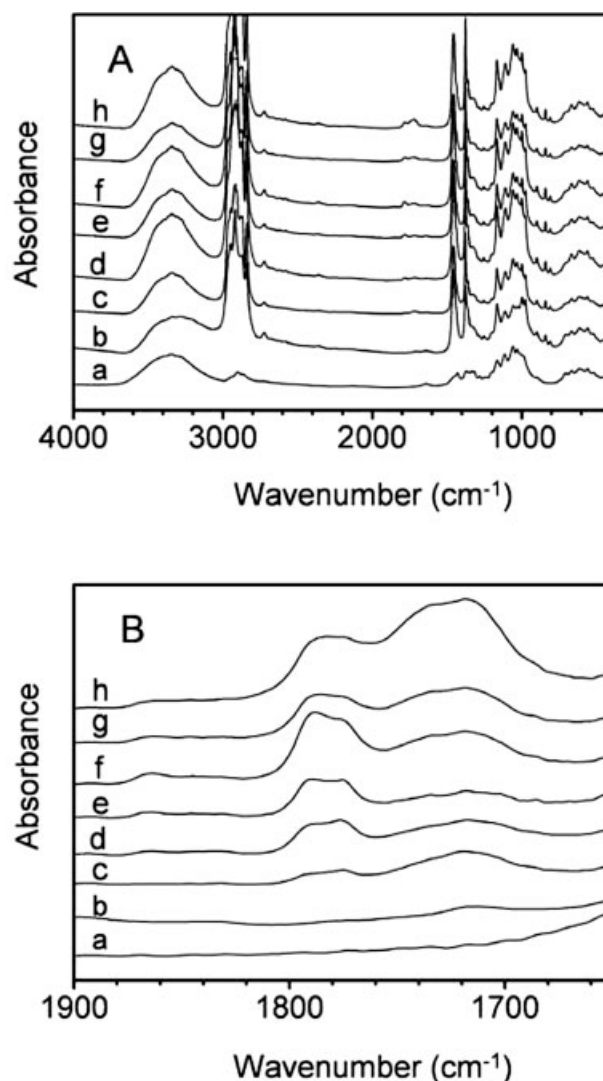 A
h
g
f
e
d
c
b
a
Absorbance
4000 3000 2000 1000
Wavenumber (cm⁻¹)
B
h
g
f
e
d
c
b
a
Absorbance
1900 1800 1700
Wavenumber (cm⁻¹)